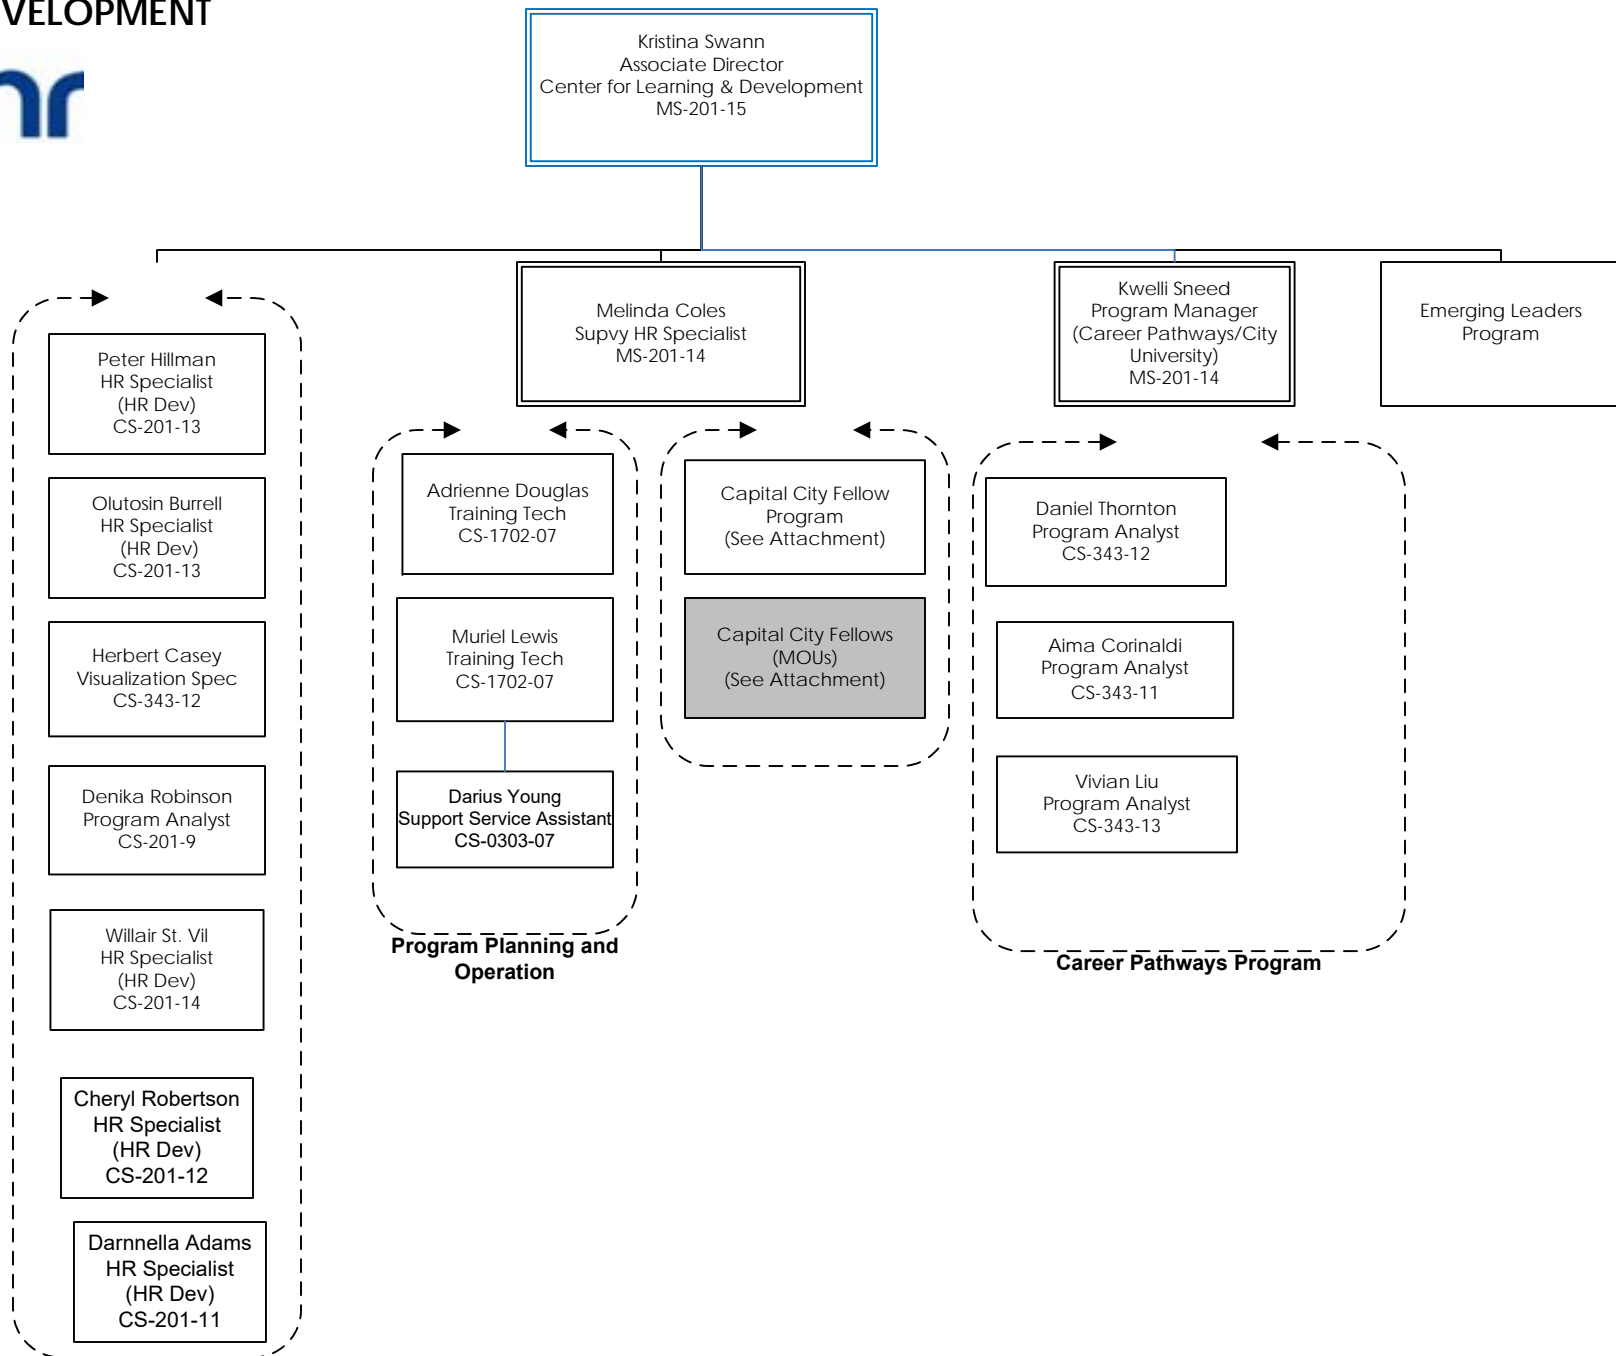 VELOPMENT
hr
Kristina Swann
Associate Director
Center for Learning & Development
MS-201-15
Peter Hillman
HR Specialist
(HR Dev)
CS-201-13
Olutosin Burrell
HR Specialist
(HR Dev)
CS-201-13
Herbert Casey
Visualization Spec
CS-343-12
Denika Robinson
Program Analyst
CS-201-9
Willair St. Vil
HR Specialist
(HR Dev)
CS-201-14
Cheryl Robertson
HR Specialist
(HR Dev)
CS-201-12
Darnnella Adams
HR Specialist
(HR Dev)
CS-201-11
Melinda Coles
Supvy HR Specialist
MS-201-14
Adrienne Douglas
Training Tech
CS-1702-07
Muriel Lewis
Training Tech
CS-1702-07
Darius Young
Support Service Assistant
CS-0303-07
Program Planning and
Operation
Capital City Fellow
Program
(See Attachment)
Capital City Fellows
(MOUs)
(See Attachment)
Kwelli Sneed
Program Manager
(Career Pathways/City
University)
MS-201-14
Daniel Thornton
Program Analyst
CS-343-12
Aima Corinaldi
Program Analyst
CS-343-11
Vivian Liu
Program Analyst
CS-343-13
Career Pathways Program
Emerging Leaders
Program